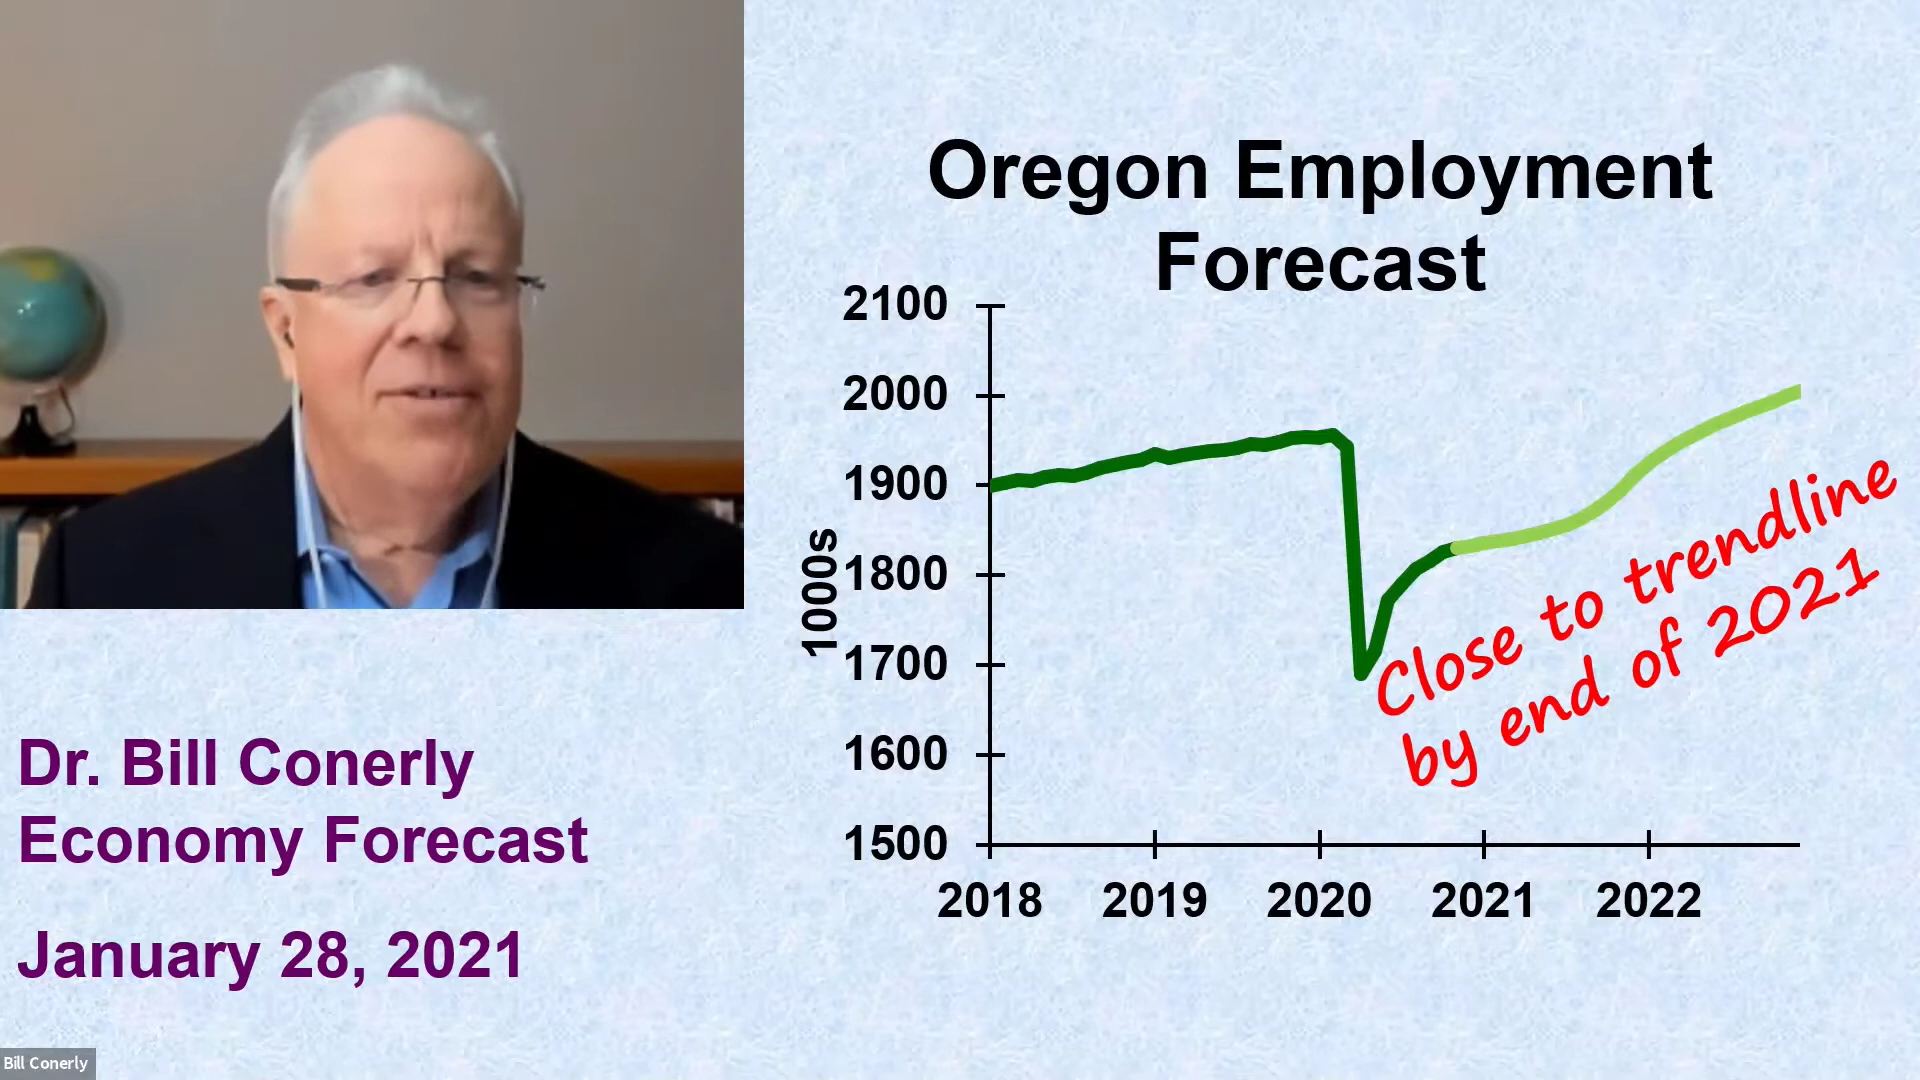 Oregon Employment
Forecast
2100
2000
1900
1800
1700
1600
1500
1000s
2018 2019 2020 2021 2022
Close to trendline
by end of 2021
Dr. Bill Conerly
Economy Forecast
January 28, 2021
Bill Conerly